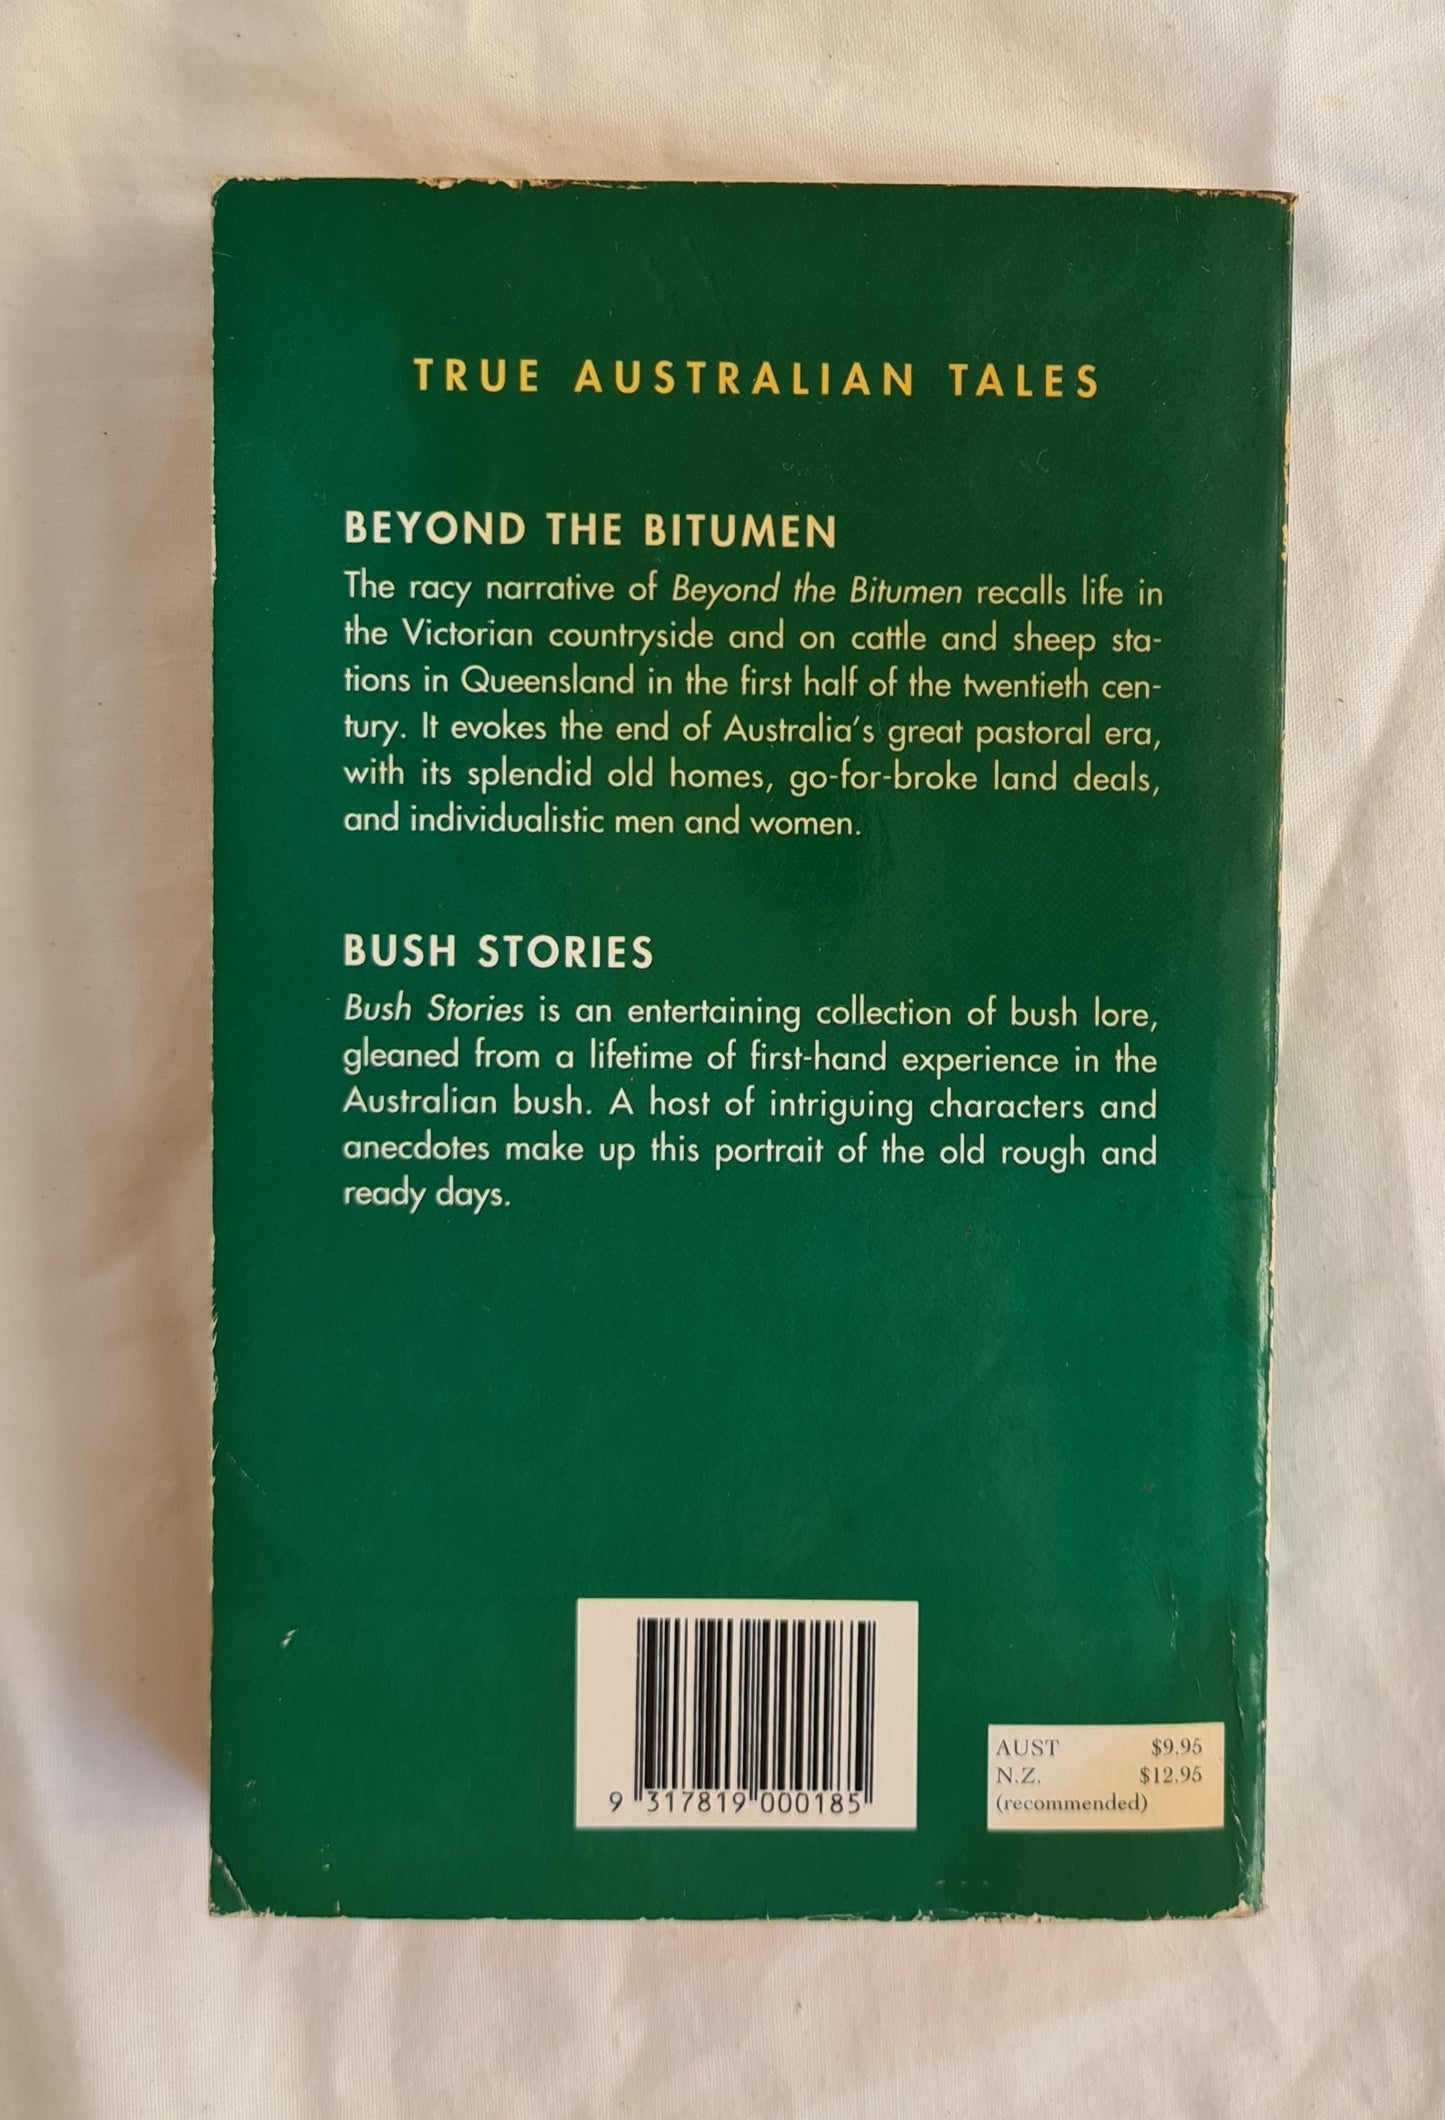 TRUE AUSTRALIAN TALES
BEYOND THE BITUMEN
The racy narrative of Beyond the Bitumen recalls life in
the Victorian countryside and on cattle and sheep sta-
tions in Queensland in the first half of the twentieth cen-
tury. It evokes the end of Australia's great pastoral era,
with its splendid old homes, go-for-broke land deals,
and individualistic men and women.
BUSH STORIES
Bush Stories is an entertaining collection of bush lore,
gleaned from a lifetime of first-hand experience in the
Australian bush. A host of intriguing characters and
anecdotes make up this portrait of the old rough and
ready days.
9 317819 000185
AUST $9.95
N.Z. $12.95
(recommended)